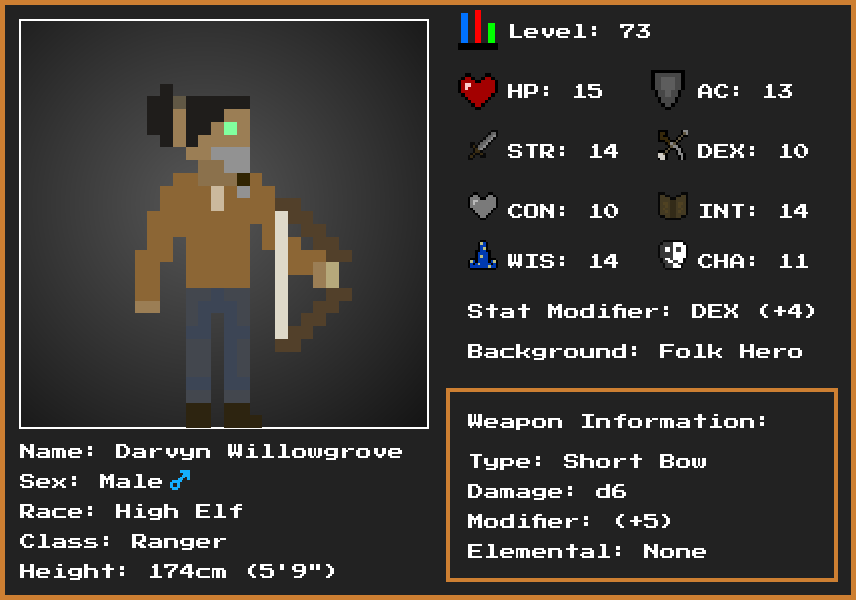 Level: 73
HP: 15 AC: 13
STR: 14 DEX: 10
CON: 10 INT: 14
WIS: 14 CHA: 11
Stat Modifier: DEX (+4)
Background: Folk Hero
Weapon Information:
Type: Short Bow
Damage: d6
Modifier: (+5)
Elemental: None
Name: Darvyn Willowgrove
Sex: Male ♂
Race: High Elf
Class: Ranger
Height: 174cm (5'9")